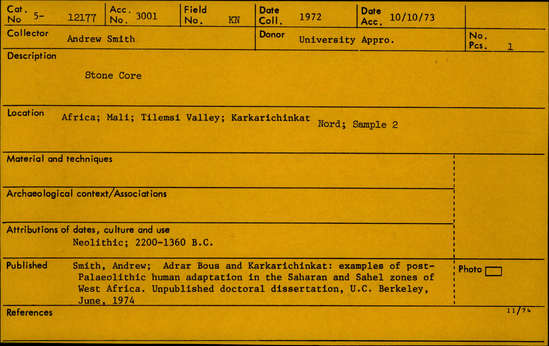 Cat. No 5- 12177 Acc. No. 3001 Field No. KN Date Coll. 1972 Date Acc. 10/10/73
Collector Andrew Smith Donor University Appro. No. Pcs. 1
Description
Stone Core
Location Africa; Mali; Tilemsi Valley; Karkarichinkat Nord; Sample 2
Material and techniques
Archaeological context/Associations
Attributions of dates, culture and use
Neolithic; 2200-1360 B.C.
Published Smith, Andrew; Adrar Bous and Karkarichinkat: examples of post- Photo
Palaeolithic human adaptation in the Saharan and Sahel zones of
West Africa. Unpublished doctoral dissertation, U.C. Berkeley,
June, 1974
References 11/76